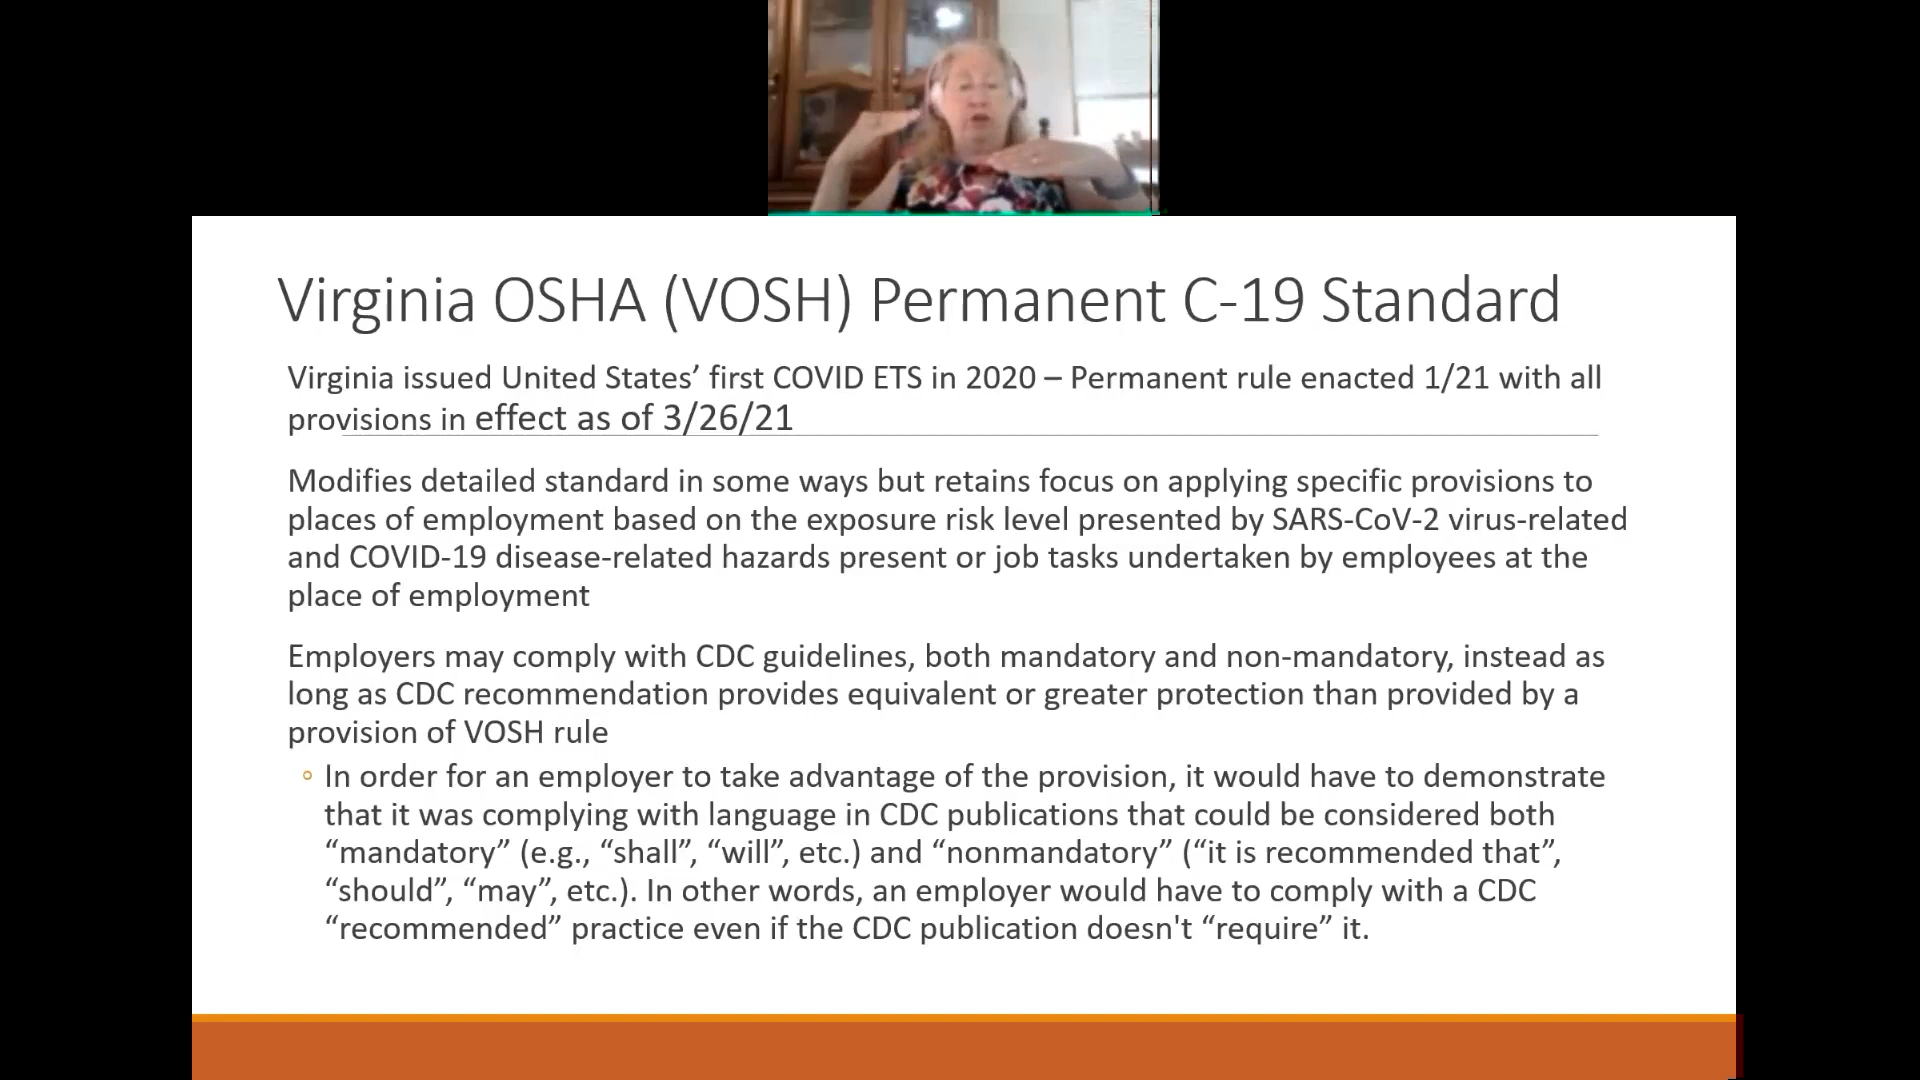 Virginia OSHA (VOSH) Permanent C-19 Standard
Virginia issued United States’ first COVID ETS in 2020 – Permanent rule enacted 1/21 with all
provisions in effect as of 3/26/21
Modifies detailed standard in some ways but retains focus on applying specific provisions to
places of employment based on the exposure risk level presented by SARS-CoV-2 virus-related
and COVID-19 disease-related hazards present or job tasks undertaken by employees at the
place of employment
Employers may comply with CDC guidelines, both mandatory and non-mandatory, instead as
long as CDC recommendation provides equivalent or greater protection than provided by a
provision of VOSH rule
◦ In order for an employer to take advantage of the provision, it would have to demonstrate
that it was complying with language in CDC publications that could be considered both
“mandatory” (e.g., “shall”, “will”, etc.) and “nonmandatory” (“it is recommended that”,
“should”, “may”, etc.). In other words, an employer would have to comply with a CDC
“recommended” practice even if the CDC publication doesn't “require” it.